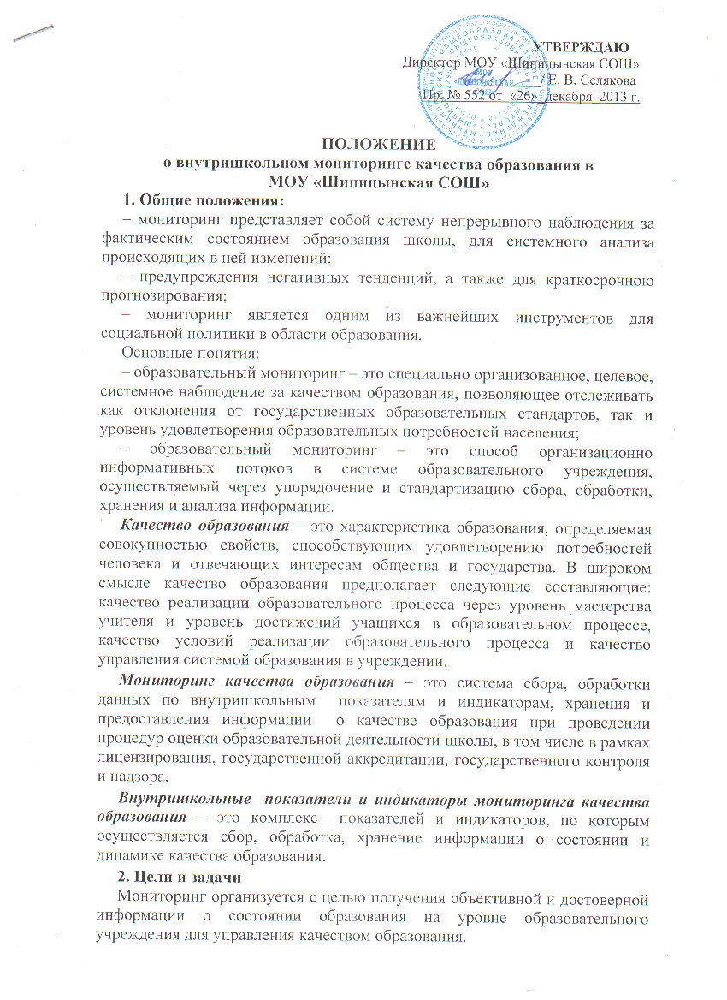 УТВЕРЖДАЮ
Директор МОУ «Шипицынская СОШ»
/ Е. В. Селякова
Пр. № 552 от «26» декабря 2013 г.
ПОЛОЖЕНИЕ
о внутришкольном мониторинге качества образования в
МОУ «Шипицынская СОШ»
1. Общие положения:
– мониторинг представляет собой систему непрерывного наблюдения за
фактическим состоянием образования школы, для системного анализа
происходящих в ней изменений;
– предупреждения негативных тенденций, а также для краткосрочною
прогнозирования;
– мониторинг является одним из важнейших инструментов для
социальной политики в области образования.
Основные понятия:
– образовательный мониторинг – это специально организованное, целевое,
системное наблюдение за качеством образования, позволяющее отслеживать
как отклонения от государственных образовательных стандартов, так и
уровень удовлетворения образовательных потребностей населения;
– образовательный мониторинг – это способ организационно
информативных потоков в системе образовательного учреждения,
осуществляемый через упорядочение и стандартизацию сбора, обработки,
хранения и анализа информации.
Качество образования – это характеристика образования, определяемая
совокупностью свойств, способствующих удовлетворению потребностей
человека и отвечающих интересам общества и государства. В широком
смысле качество образования предполагает следующие составляющие:
качество реализации образовательного процесса через уровень мастерства
учителя и уровень достижений учащихся в образовательном процессе,
качество условий реализации образовательного процесса и качество
управления системой образования в учреждении.
Мониторинг качества образования – это система сбора, обработки
данных по внутришкольным показателям и индикаторам, хранения и
предоставления информации о качестве образования при проведении
процедур оценки образовательной деятельности школы, в том числе в рамках
лицензирования, государственной аккредитации, государственного контроля
и надзора.
Внутришкольные показатели и индикаторы мониторинга качества
образования – это комплекс показателей и индикаторов, по которым
осуществляется сбор, обработка, хранение информации о состоянии и
динамике качества образования.
2. Цели и задачи
Мониторинг организуется с целью получения объективной и достоверной
информации о состоянии образования на уровне образовательного
учреждения для управления качеством образования.